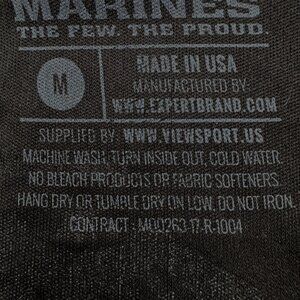 MARINES
THE FEW. THE PROUD.
M
MADE IN USA
MANUFACTURED BY:
WWW.EXPERTBRAND.COM
SUPPLIED BY: WWW.VIEWSPORT.US
MACHINE WASH, TURN INSIDE OUT, COLD WATER.
NO BLEACH PRODUCTS OR FABRIC SOFTENERS.
HANG DRY OR TUMBLE DRY ON LOW. DO NOT IRON.
CONTRACT: M00263-17-R-1004